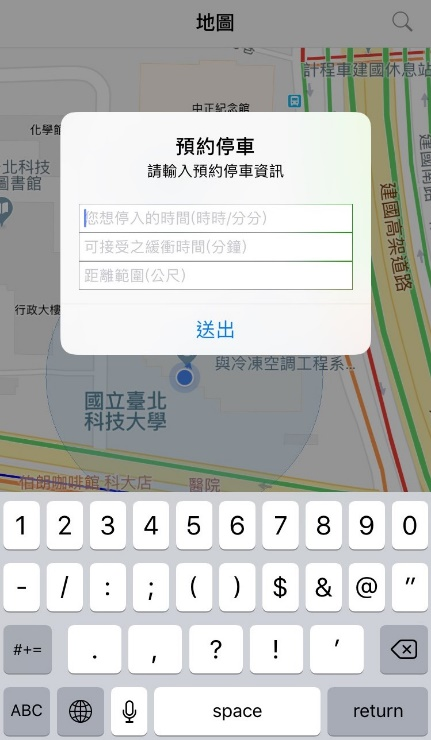 地圖
計程車建國休息站
中正紀念館
化學館
北科技
圖書館
建國南路
建國高架道路
預約停車
請輸入預約停車資訊
您想停入的時間(時時/分分)
可接受之緩衝時間(分鐘)
距離範圍(公尺)
行政大樓
送出
與冷凍空調工程系...
國立臺北
科技大學
伯朗咖啡館 科大店
醫院
1 2 3 4 5 6 7 8 9 0
- / : ; ( ) $ & @ "
#+= . , ? ! ′
ABC space return